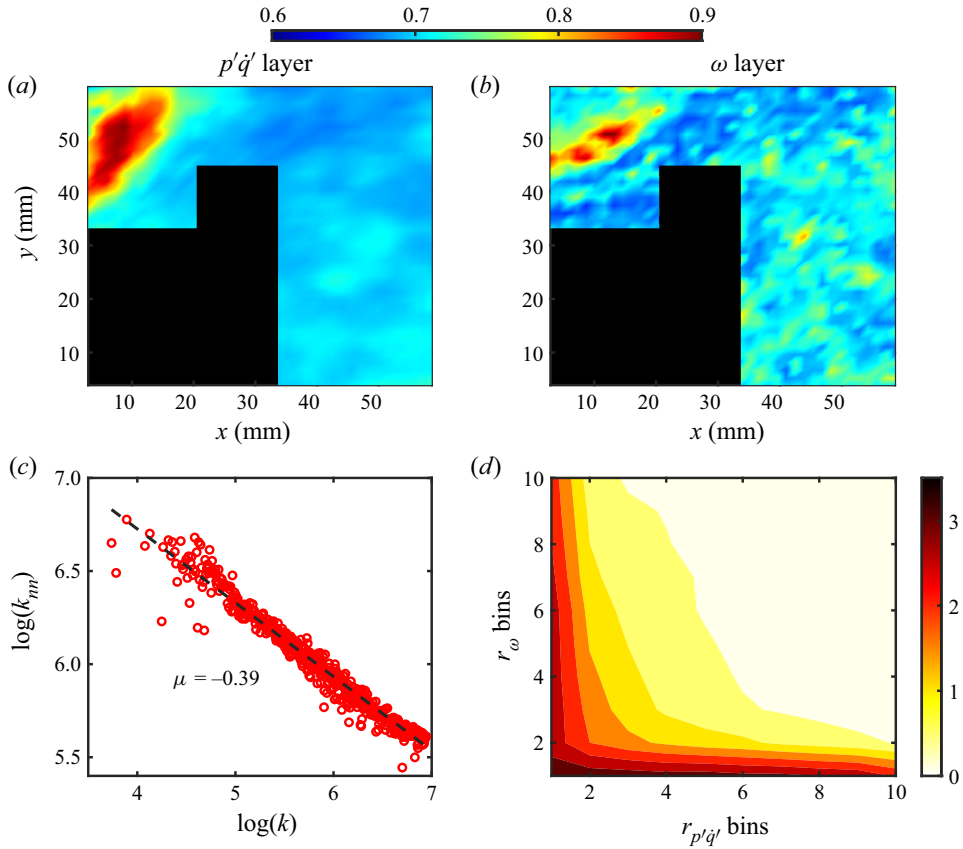 0.6 0.7 0.8 0.9
p′q̇′ layer
ω layer
(a)
50
40
30
20
10
y (mm)
10 20 30 40 50
x (mm)
(b)
50
40
30
20
10
10 20 30 40 50
x (mm)
(c)
7.0
6.5
6.0
5.5
log(k_nn)
μ = –0.39
4 5 6 7
log(k)
(d)
10
8
6
4
2
r_ω bins
2 4 6 8 10
r_p′q̇′ bins
3
2
1
0